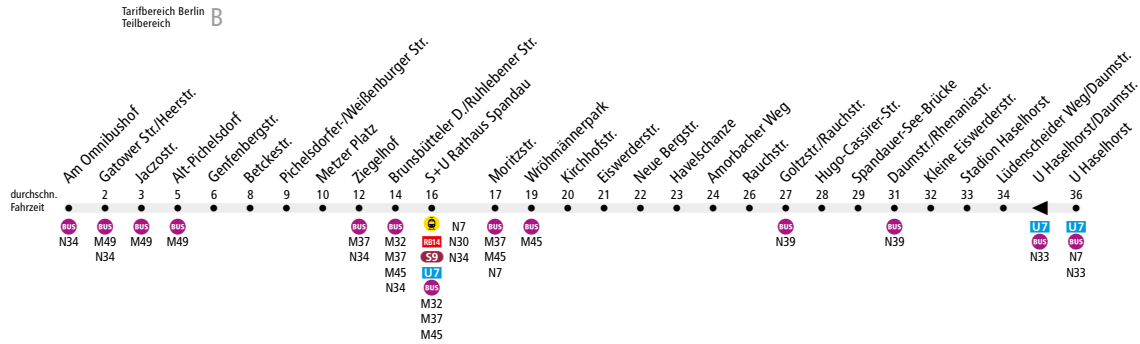 Tarifbereich Berlin
Teilbereich
B
Am Omnibushof
Gatower Str./Heerstr.
Jaczostr.
Alt-Pichelsdorf
Genfenbergstr.
Betckestr.
Pichelsdorfer-/Weißenburger Str.
Metzer Platz
Ziegelhof
Brunsbütteler D./Ruhlebener Str.
S+U Rathaus Spandau
Moritzstr.
Wröhmännerpark
Kirchhofstr.
Eiswerderstr.
Neue Bergstr.
Havelschanze
Amorbacher Weg
Rauchstr.
Goltzstr./Rauchstr.
Hugo-Cassirer-Str.
Spandauer-See-Brücke
Daumstr./Rhenaniastr.
Kleine Eiswerderstr.
Stadion Haselhorst
Lüdenscheider Weg/Daumstr.
U Haselhorst/Daumstr.
U Haselhorst
durchschn.
Fahrzeit
2 3 5 6 8 9 10 12 14 16 17 19 20 21 22 23 24 26 27 28 29 31 32 33 34 36
BUS
N34
BUS
M49
N34
BUS
M49
BUS
M49
BUS
M37
N34
BUS
M32
M37
M45
N34
RB14
S9
U7
BUS
M32
M37
M45
N7
N30
N34
BUS
M37
M45
N7
BUS
M45
BUS
N39
BUS
N39
U7
BUS
N33
U7
BUS
N7
N33